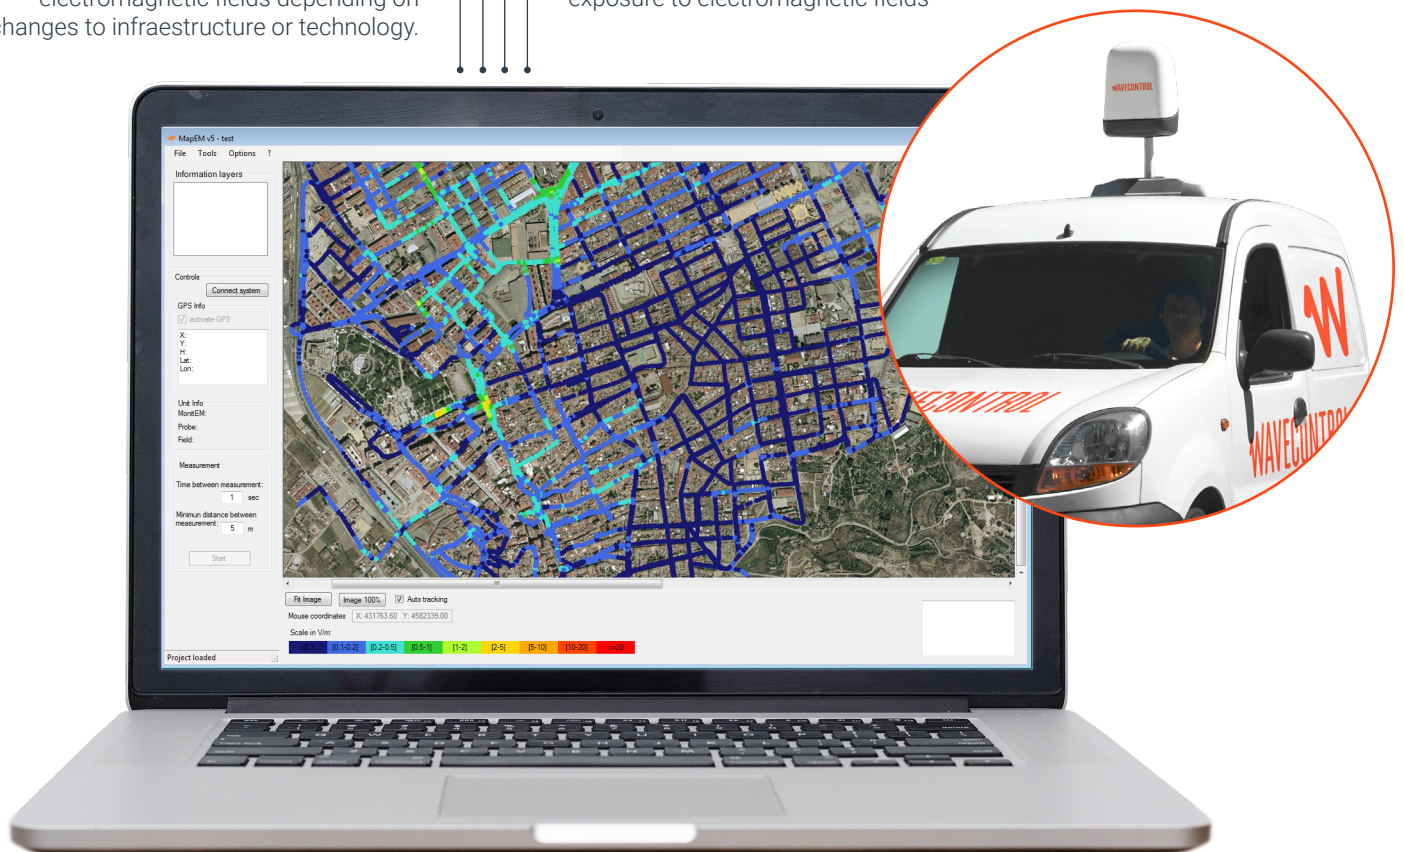 electromagnetic fields depending on
changes to infraestructure or technology.
exposure to electromagnetic fields
WAVECONTROL
MapEM v5 - test
File Tools Options ?
Information layers
Controls
Connect system
GPS Info
activate GPS
X:
Y:
H:
Lat:
Lon:
Unit Info
MontEM:
Probe:
Field:
Measurement
Time between measurement:
1 sec
Minimun distance between
measurement: 5 m
Start
Fit Image Image 100% Auto tracking
Mouse coordinates X: 431763.60 Y: 4582339.00
Scale in V/m:
[0.1-0.2] [0.2-0.5] [0.5-1] [1-2] [2-5] [5-10] [10-20] >=20
Project loaded
WAVECONTROL